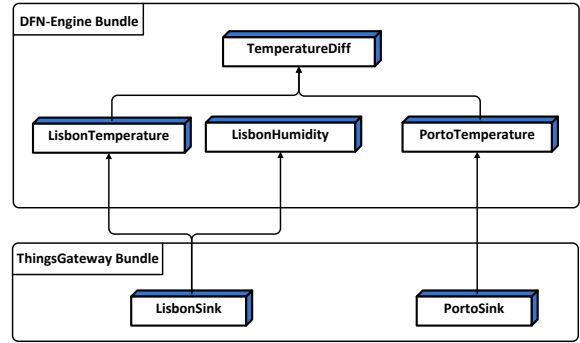 DFN-Engine Bundle
TemperatureDiff
LisbonTemperature
LisbonHumidity
PortoTemperature
ThingsGateway Bundle
LisbonSink
PortoSink